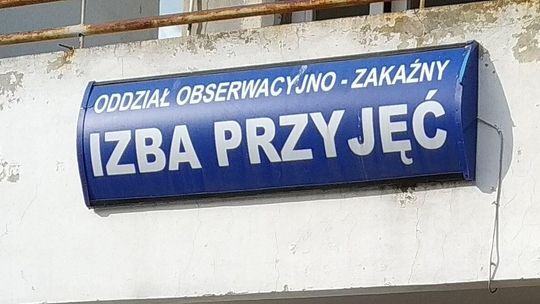 ODDZIAŁ OBSERWACYJNO - ZAKAŹNY
IZBA PRZYJĘĆ